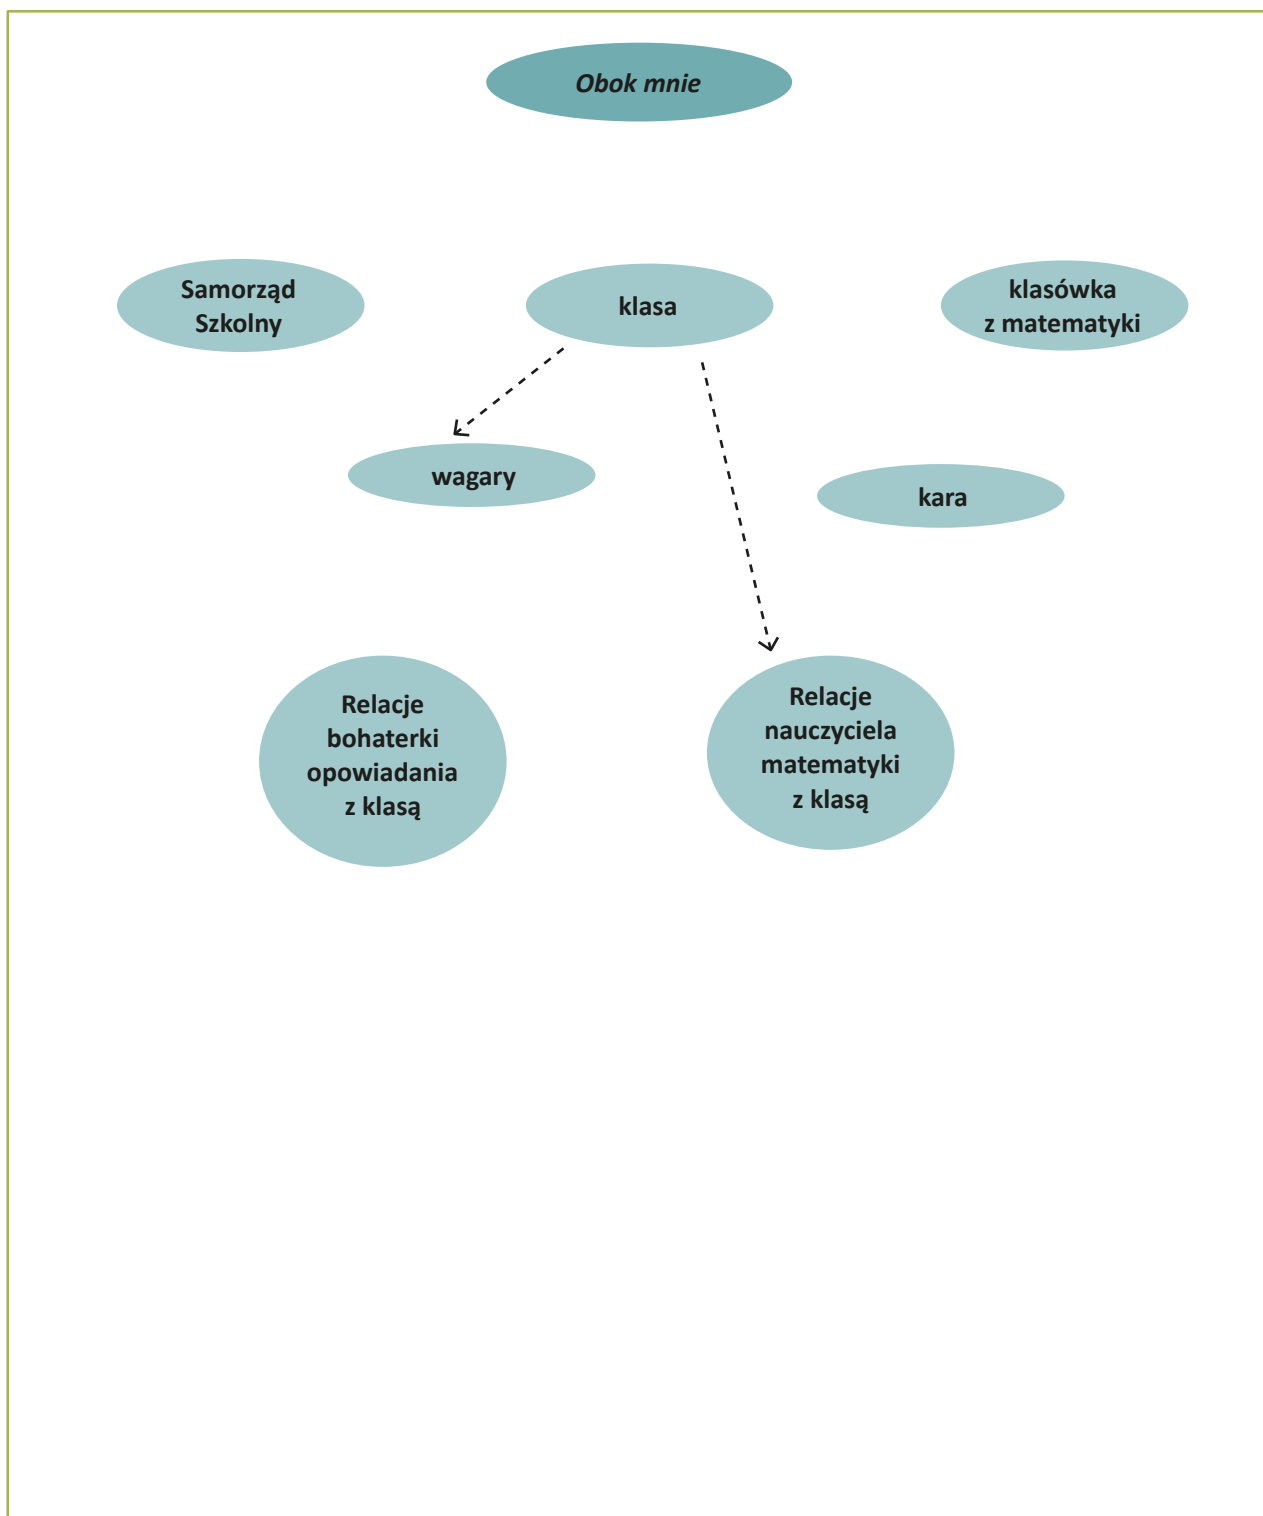 Obok mnie
Samorząd
Szkolny
klasa
klasówka
z matematyki
wagary
kara
Relacje
bohaterki
opowiadania
z klasą
Relacje
nauczyciela
matematyki
z klasą